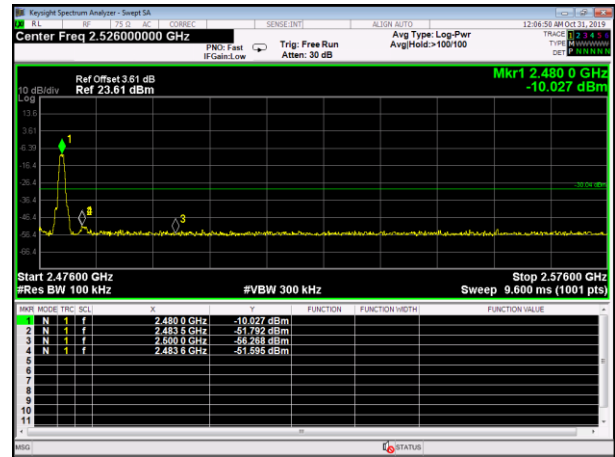 Keysight Spectrum Analyzer - Swept SA
RL RF 75 Ω AC CORREC SENSE:INT ALIGN AUTO 12:06:50 AM Oct 31, 2019
Center Freq 2.526000000 GHz PNO: Fast Trig: Free Run Avg Type: Log-Pwr TRACE 1 2 3 4 5 6
IFGain:Low Atten: 30 dB Avg|Hold:>100/100 TYPE M WWWWW
DET P N N N N N
Mkr1 2.480 0 GHz
-10.027 dBm
Ref Offset 3.61 dB
10 dB/div Ref 23.61 dBm
Log
13.6
3.61
-6.39
-16.4
-26.4
-36.4
-46.4
-56.4
-66.4
1
3
-30.04 dBm
Start 2.47600 GHz Stop 2.57600 GHz
#Res BW 100 kHz #VBW 300 kHz Sweep 9.600 ms (1001 pts)
MKR MODE TRC SCL X Y FUNCTION FUNCTION WIDTH FUNCTION VALUE
1 N 1 f 2.480 0 GHz -10.027 dBm
2 N 1 f 2.483 5 GHz -51.792 dBm
3 N 1 f 2.500 0 GHz -56.268 dBm
4 N 1 f 2.483 6 GHz -51.595 dBm
5
6
7
8
9
10
11
MSG STATUS